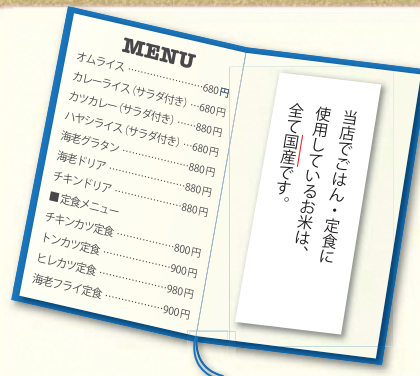 MENU
オムライス ……………………680円
カレーライス（サラダ付き）…680円
カツカレー（サラダ付き）……880円
ハヤシライス（サラダ付き）…680円
海老グラタン…………………880円
海老ドリア……………………880円
チキンドリア…………………880円
■定食メニュー
チキンカツ定食………………800円
トンカツ定食…………………900円
ヒレカツ定食…………………980円
海老フライ定食………………900円
当店でごはん・定食に
使用しているお米は、
全て国産です。